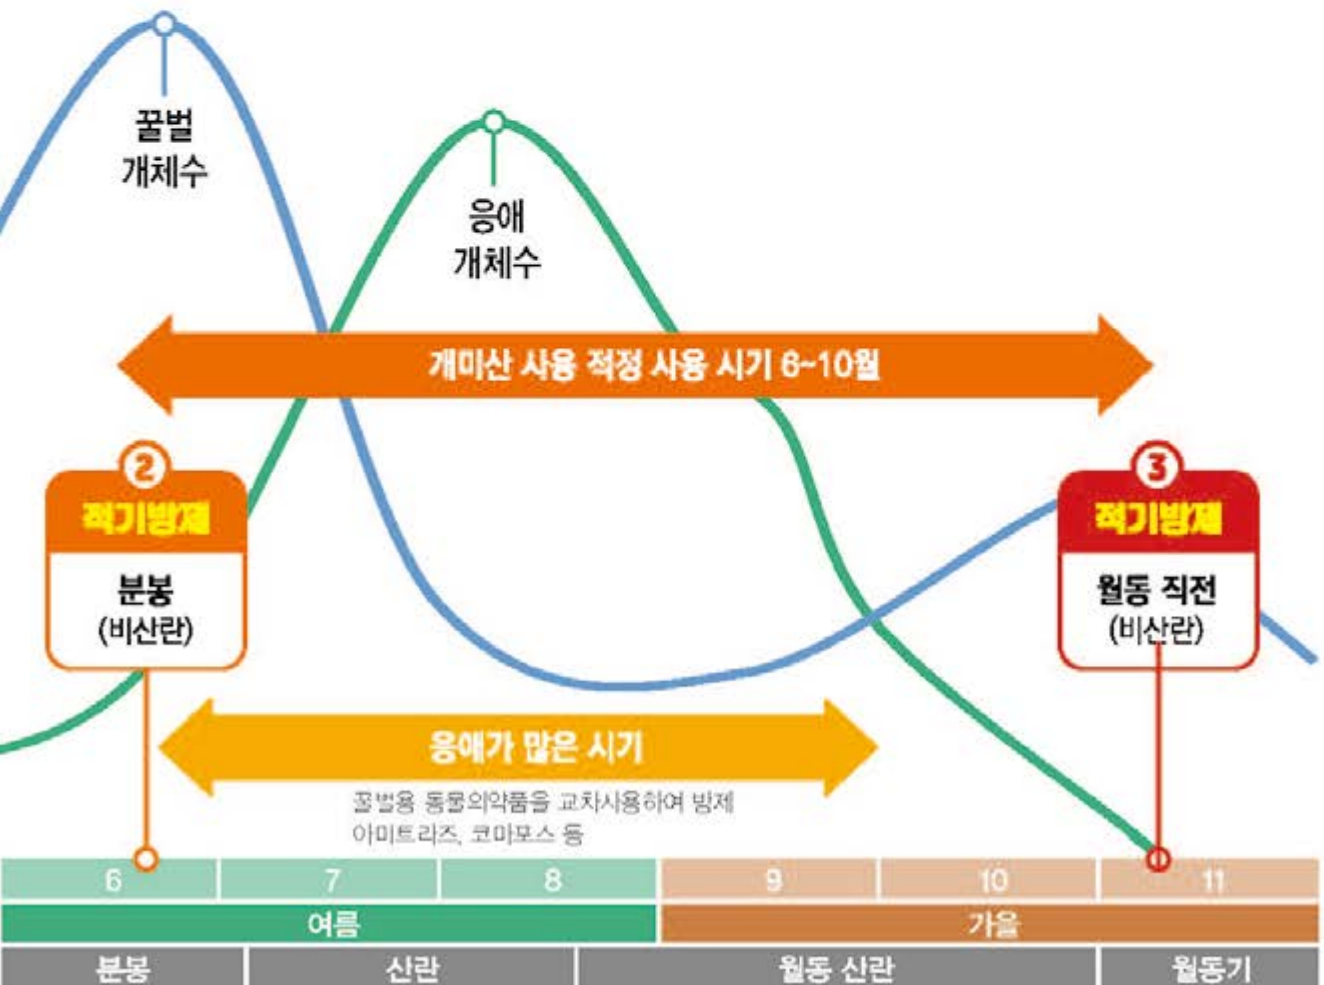 꿀벌
개체수
응애
개체수
개미산 사용 적정 사용 시기 6~10월
2
적기방제
분봉
(비산란)
3
적기방제
월동 직전
(비산란)
응애가 많은 시기
꿀벌용 동물의약품을 교차사용하여 방제
아미트라즈, 코마포스 등
6 7 8 9 10 11
여름 가을
분봉 산란 월동 산란 월동기